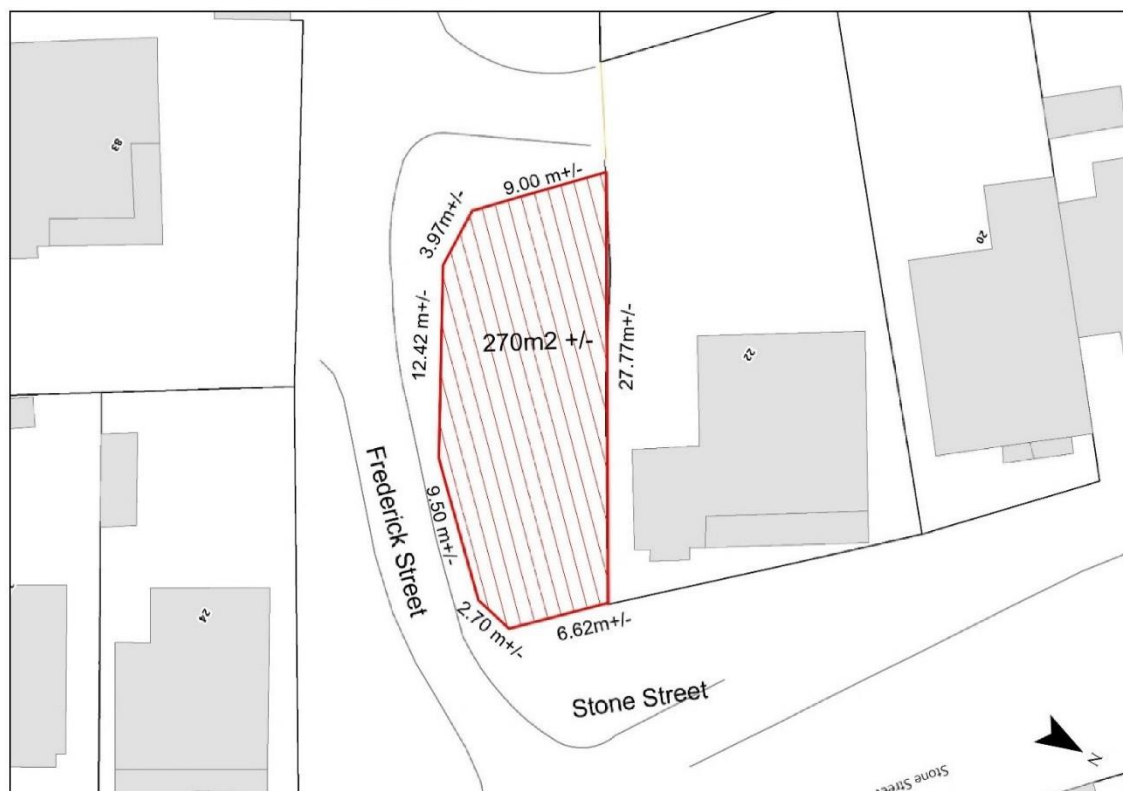 83
9.00 m+/-
3.97m+/-
20
12.42 m+/-
270m2 +/-
27.77m+/-
22
Frederick Street
9.50 m+/-
24
2.70 m+/-
6.62m+/-
Stone Street
N
Stone Street